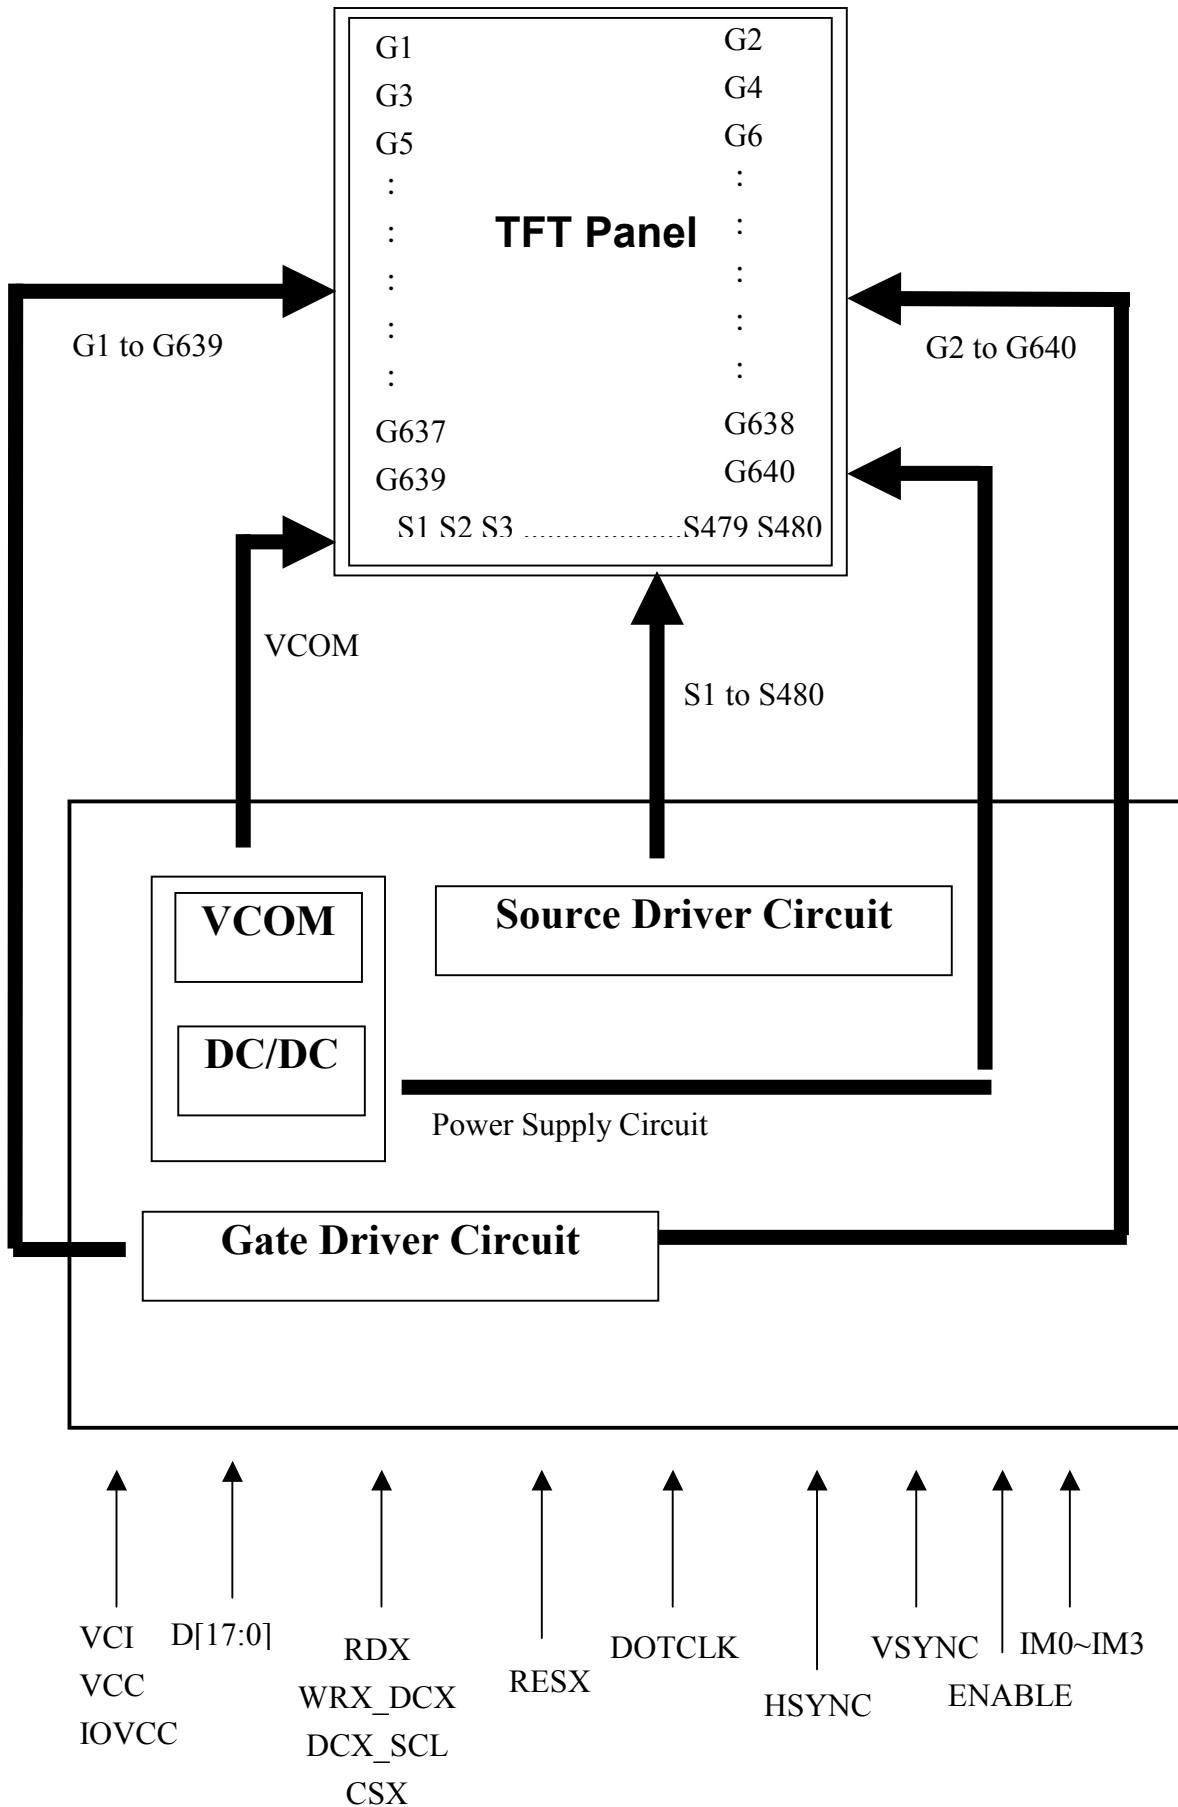 G1 G2
G3 G4
G5 G6
: :
: :
TFT Panel
: :
: :
: :
G1 to G639
G2 to G640
G637 G638
G639 G640
S1 S2 S3 ....................S479 S480
VCOM
S1 to S480
VCOM
Source Driver Circuit
DC/DC
Power Supply Circuit
Gate Driver Circuit
VCI
VCC
IOVCC
D[17:0]
RDX
WRX_DCX
DCX_SCL
CSX
RESX
DOTCLK
HSYNC
VSYNC
ENABLE
IM0~IM3